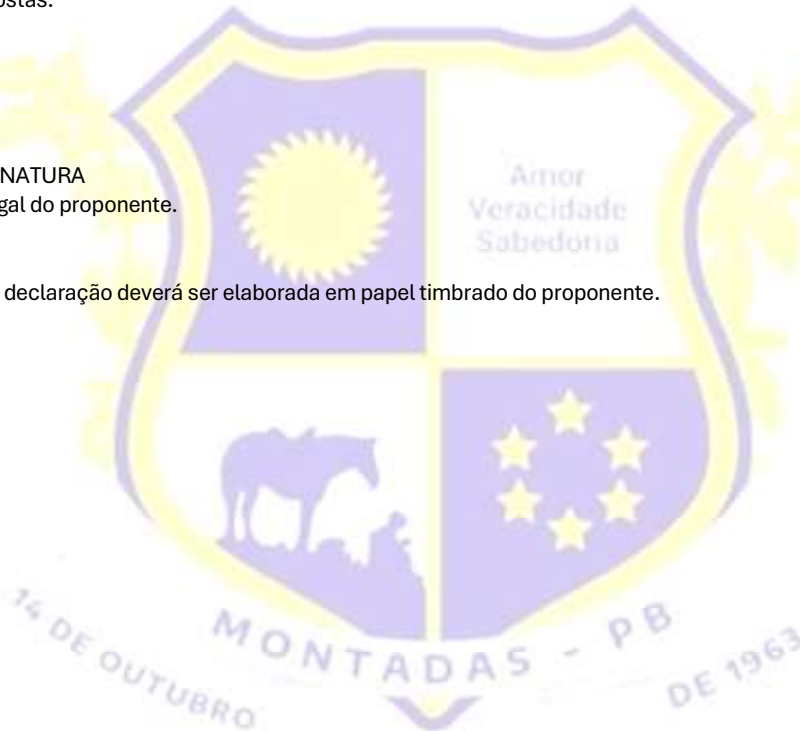 ostas.
NATURA
gal do proponente.
declaração deverá ser elaborada em papel timbrado do proponente.
Amor
Veracidade
Sabedoria
MONTADAS - PB
14 DE OUTUBRO
DE 1963